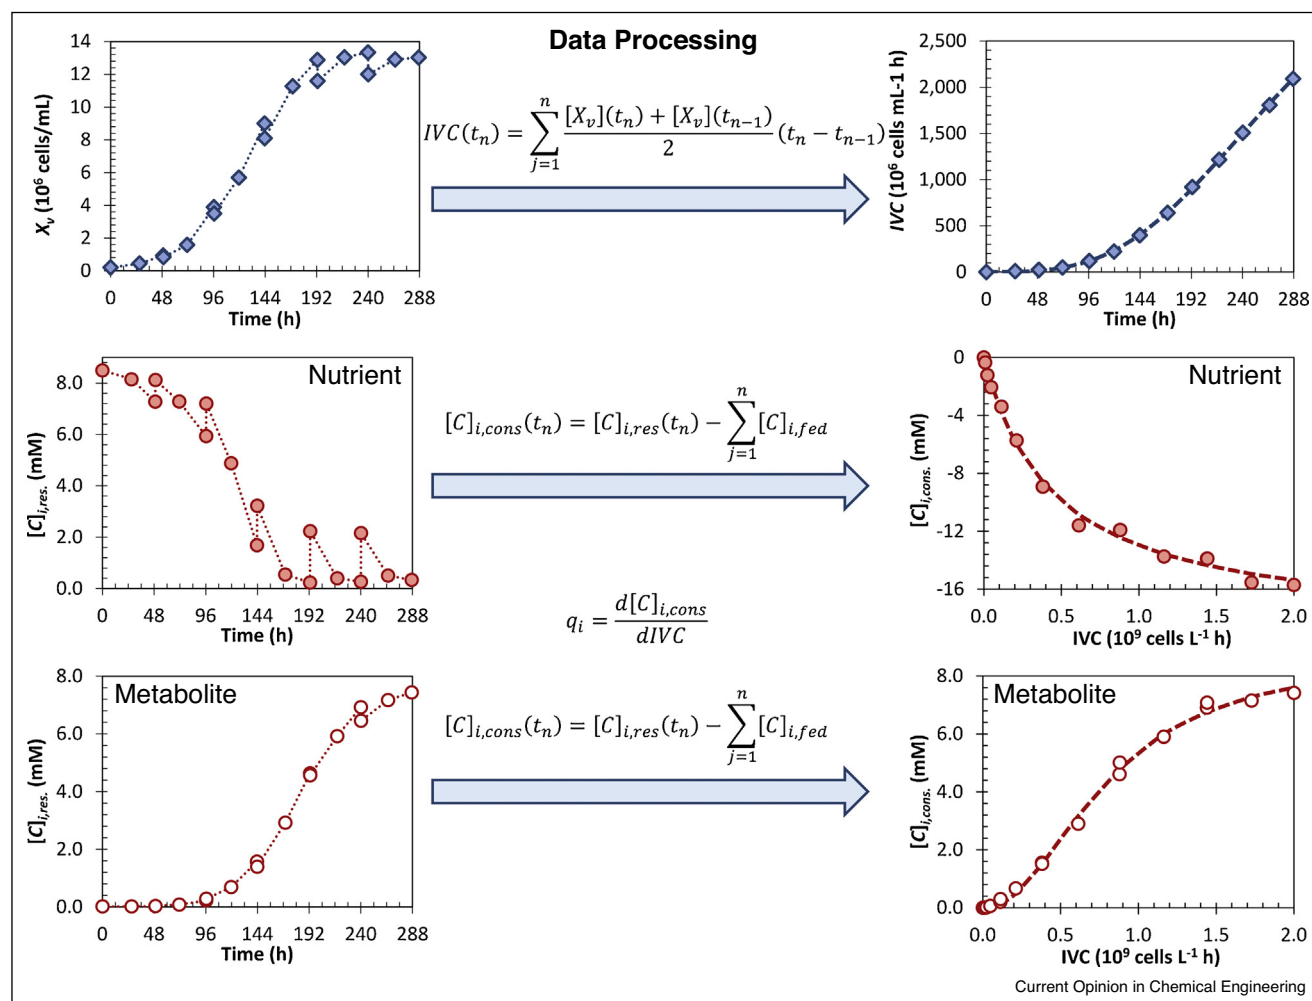 Data Processing
X_v (10^6 cells/mL)
14
12
10
8
6
4
2
0
0 48 96 144 192 240 288
Time (h)
IVC(t_n) = \sum_{j=1}^{n} \frac{[X_v](t_n) + [X_v](t_{n-1})}{2} (t_n - t_{n-1})
IVC (10^6 cells mL-1 h)
2,500
2,000
1,500
1,000
500
0
0 48 96 144 192 240 288
Time (h)
Nutrient
[C]_{i,res.} (mM)
8.0
6.0
4.0
2.0
0.0
0 48 96 144 192 240 288
Time (h)
[C]_{i,cons}(t_n) = [C]_{i,res}(t_n) - \sum_{j=1}^{n} [C]_{i,fed}
Nutrient
[C]_{i,cons.} (mM)
0
-4
-8
-12
-16
0.0 0.5 1.0 1.5 2.0
IVC (10^9 cells L^-1 h)
q_i = \frac{d[C]_{i,cons}}{dIVC}
Metabolite
[C]_{i,res.} (mM)
8.0
6.0
4.0
2.0
0.0
0 48 96 144 192 240 288
Time (h)
[C]_{i,cons}(t_n) = [C]_{i,res}(t_n) - \sum_{j=1}^{n} [C]_{i,fed}
Metabolite
[C]_{i,cons.} (mM)
8.0
6.0
4.0
2.0
0.0
0.0 0.5 1.0 1.5 2.0
IVC (10^9 cells L^-1 h)
Current Opinion in Chemical Engineering